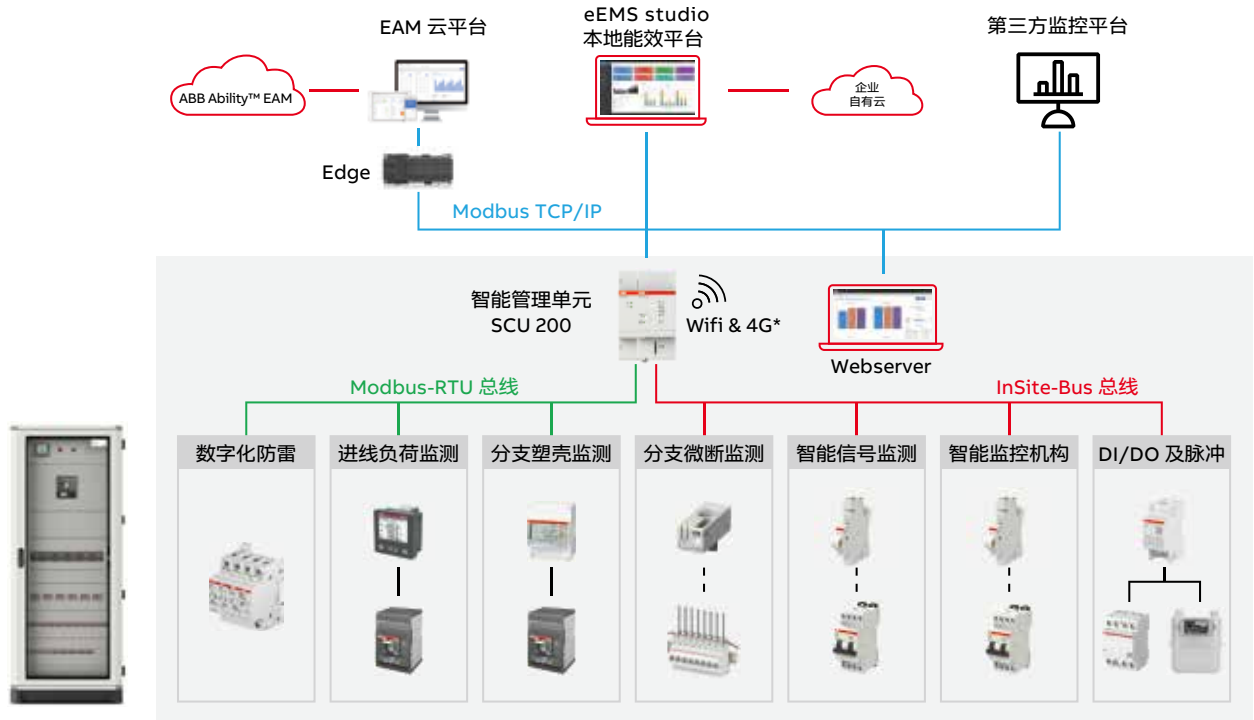 EAM 云平台
eEMS studio
本地能效平台
第三方监控平台
ABB Ability™ EAM
企业
自有云
Edge
Modbus TCP/IP
智能管理单元
SCU 200
Wifi & 4G*
Webserver
Modbus-RTU 总线
InSite-Bus 总线
数字化防雷
进线负荷监测
分支塑壳监测
分支微断监测
智能信号监测
智能监控机构
DI/DO 及脉冲